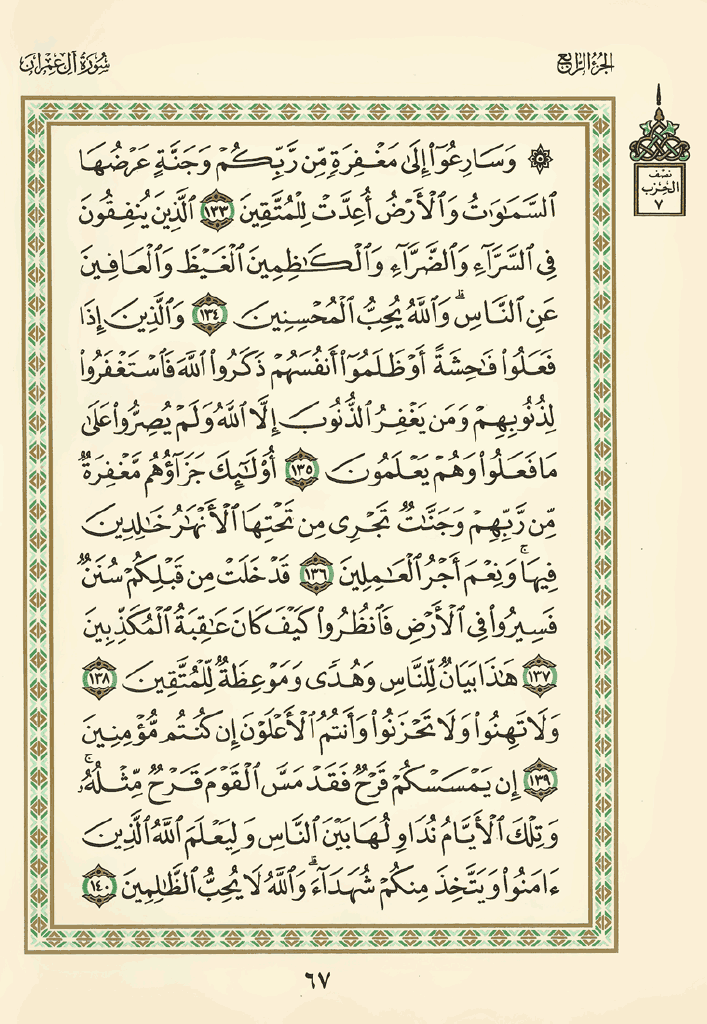 الجزء الرابع
سورة آل عمران
نصف
الحزب
٧
۞ وَسَارِعُوٓا۟ إِلَىٰ مَغْفِرَةٍ مِّن رَّبِّكُمْ وَجَنَّةٍ عَرْضُهَا
ٱلسَّمَـٰوَٰتُ وَٱلْأَرْضُ أُعِدَّتْ لِلْمُتَّقِينَ ١٣٣ ٱلَّذِينَ يُنفِقُونَ
فِى ٱلسَّرَّآءِ وَٱلضَّرَّآءِ وَٱلْكَـٰظِمِينَ ٱلْغَيْظَ وَٱلْعَافِينَ
عَنِ ٱلنَّاسِ ۗ وَٱللَّهُ يُحِبُّ ٱلْمُحْسِنِينَ ١٣٤ وَٱلَّذِينَ إِذَا
فَعَلُوا۟ فَـٰحِشَةً أَوْ ظَلَمُوٓا۟ أَنفُسَهُمْ ذَكَرُوا۟ ٱللَّهَ فَٱسْتَغْفَرُوا۟
لِذُنُوبِهِمْ وَمَن يَغْفِرُ ٱلذُّنُوبَ إِلَّا ٱللَّهُ وَلَمْ يُصِرُّوا۟ عَلَىٰ
مَا فَعَلُوا۟ وَهُمْ يَعْلَمُونَ ١٣٥ أُو۟لَـٰٓئِكَ جَزَآؤُهُم مَّغْفِرَةٌ
مِّن رَّبِّهِمْ وَجَنَّـٰتٌ تَجْرِى مِن تَحْتِهَا ٱلْأَنْهَـٰرُ خَـٰلِدِينَ
فِيهَا ۚ وَنِعْمَ أَجْرُ ٱلْعَـٰمِلِينَ ١٣٦ قَدْ خَلَتْ مِن قَبْلِكُمْ سُنَنٌ
فَسِيرُوا۟ فِى ٱلْأَرْضِ فَٱنظُرُوا۟ كَيْفَ كَانَ عَـٰقِبَةُ ٱلْمُكَذِّبِينَ
١٣٧ هَـٰذَا بَيَانٌ لِّلنَّاسِ وَهُدًى وَمَوْعِظَةٌ لِّلْمُتَّقِينَ ١٣٨
وَلَا تَهِنُوا۟ وَلَا تَحْزَنُوا۟ وَأَنتُمُ ٱلْأَعْلَوْنَ إِن كُنتُم مُّؤْمِنِينَ
١٣٩ إِن يَمْسَسْكُمْ قَرْحٌ فَقَدْ مَسَّ ٱلْقَوْمَ قَرْحٌ مِّثْلُهُۥ ۚ
وَتِلْكَ ٱلْأَيَّامُ نُدَاوِلُهَا بَيْنَ ٱلنَّاسِ وَلِيَعْلَمَ ٱللَّهُ ٱلَّذِينَ
ءَامَنُوا۟ وَيَتَّخِذَ مِنكُمْ شُهَدَآءَ ۗ وَٱللَّهُ لَا يُحِبُّ ٱلظَّـٰلِمِينَ ١٤٠
٦٧